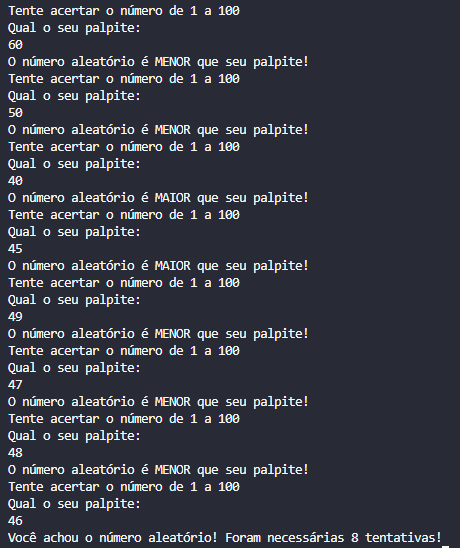 Tente acertar o número de 1 a 100
Qual o seu palpite:
60
O número aleatório é MENOR que seu palpite!
Tente acertar o número de 1 a 100
Qual o seu palpite:
50
O número aleatório é MENOR que seu palpite!
Tente acertar o número de 1 a 100
Qual o seu palpite:
40
O número aleatório é MAIOR que seu palpite!
Tente acertar o número de 1 a 100
Qual o seu palpite:
45
O número aleatório é MAIOR que seu palpite!
Tente acertar o número de 1 a 100
Qual o seu palpite:
49
O número aleatório é MENOR que seu palpite!
Tente acertar o número de 1 a 100
Qual o seu palpite:
47
O número aleatório é MENOR que seu palpite!
Tente acertar o número de 1 a 100
Qual o seu palpite:
48
O número aleatório é MENOR que seu palpite!
Tente acertar o número de 1 a 100
Qual o seu palpite:
46
Você achou o número aleatório! Foram necessárias 8 tentativas!